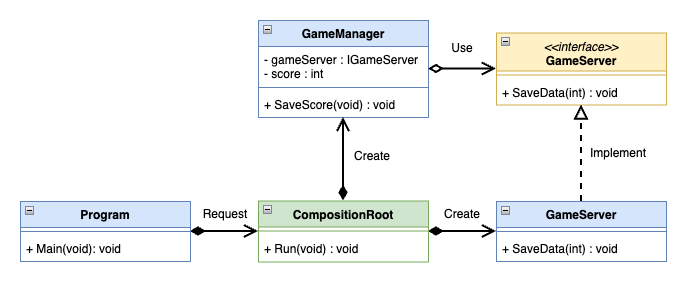 GameManager
- gameServer : IGameServer
- score : int
+ SaveScore(void) : void
Use
<<interface>>
GameServer
+ SaveData(int) : void
Create
Implement
Program
+ Main(void): void
Request
CompositionRoot
+ Run(void) : void
Create
GameServer
+ SaveData(int) : void